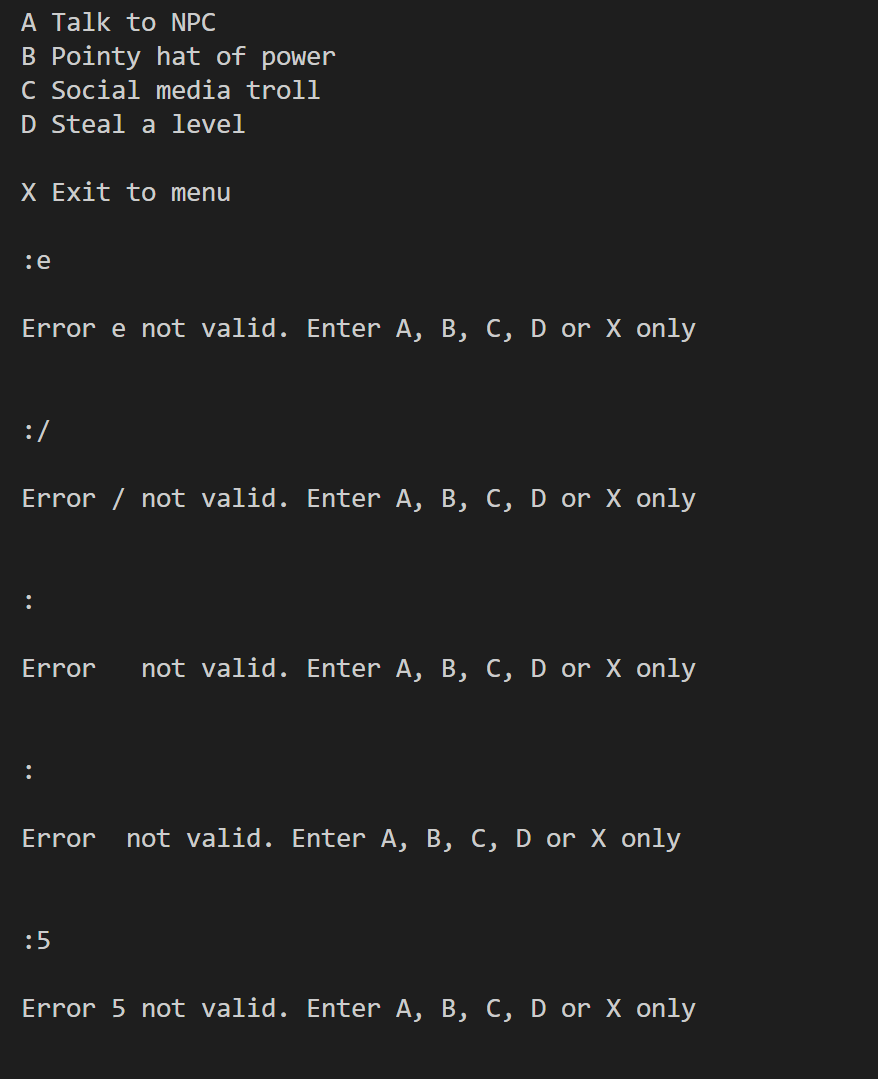 A Talk to NPC
B Pointy hat of power
C Social media troll
D Steal a level
X Exit to menu
:e
Error e not valid. Enter A, B, C, D or X only
:/
Error / not valid. Enter A, B, C, D or X only
:
Error   not valid. Enter A, B, C, D or X only
:
Error  not valid. Enter A, B, C, D or X only
:5
Error 5 not valid. Enter A, B, C, D or X only